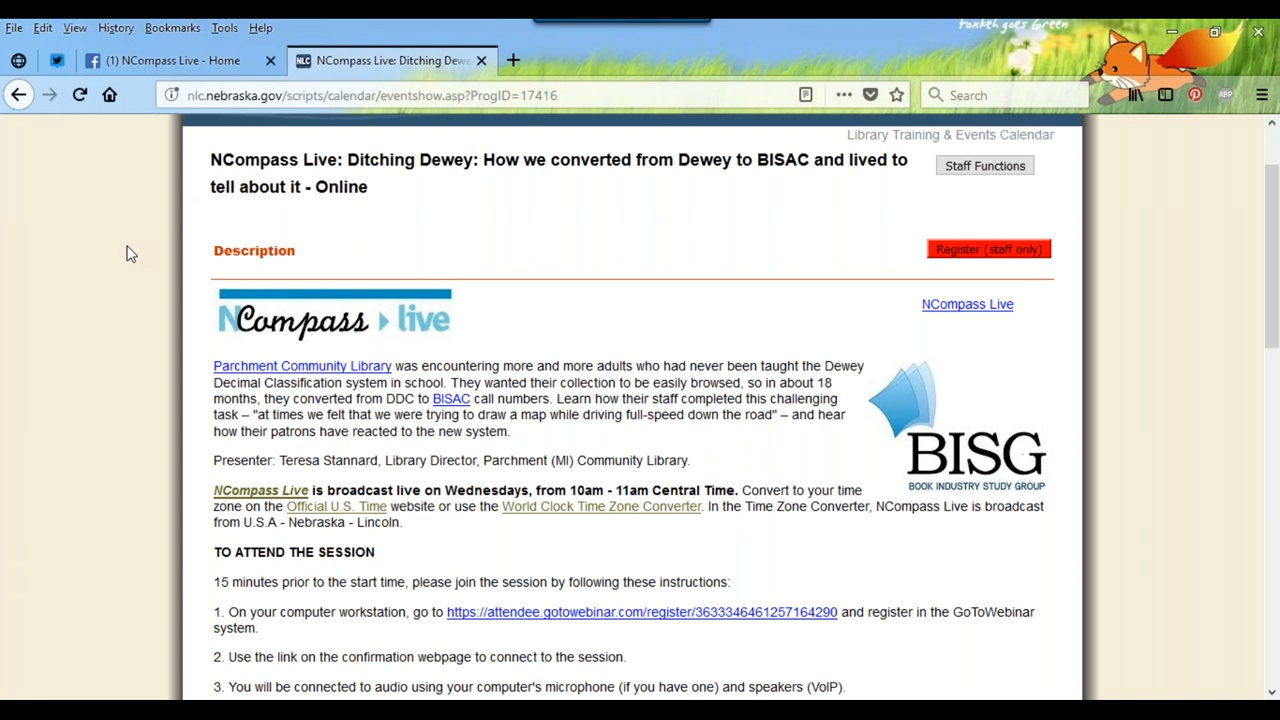 foxkeh goes Green
File Edit View History Bookmarks Tools Help
(1) NCompass Live - Home
NLC NCompass Live: Ditching Dew
nlc.nebraska.gov/scripts/calendar/eventshow.asp?ProgID=17416
Search
ABP
Library Training & Events Calendar
NCompass Live: Ditching Dewey: How we converted from Dewey to BISAC and lived to
tell about it - Online
Staff Functions
Description
Register (staff only)
NCompass live
NCompass Live
Parchment Community Library was encountering more and more adults who had never been taught the Dewey
Decimal Classification system in school. They wanted their collection to be easily browsed, so in about 18
months, they converted from DDC to BISAC call numbers. Learn how their staff completed this challenging
task – "at times we felt that we were trying to draw a map while driving full-speed down the road" – and hear
how their patrons have reacted to the new system.
BISG
BOOK INDUSTRY STUDY GROUP
Presenter: Teresa Stannard, Library Director, Parchment (MI) Community Library.
NCompass Live is broadcast live on Wednesdays, from 10am - 11am Central Time. Convert to your time
zone on the Official U.S. Time website or use the World Clock Time Zone Converter. In the Time Zone Converter, NCompass Live is broadcast
from U.S.A - Nebraska - Lincoln.
TO ATTEND THE SESSION
15 minutes prior to the start time, please join the session by following these instructions:
1. On your computer workstation, go to https://attendee.gotowebinar.com/register/3633346461257164290 and register in the GoToWebinar
system.
2. Use the link on the confirmation webpage to connect to the session.
3. You will be connected to audio using your computer's microphone (if you have one) and speakers (VoIP).